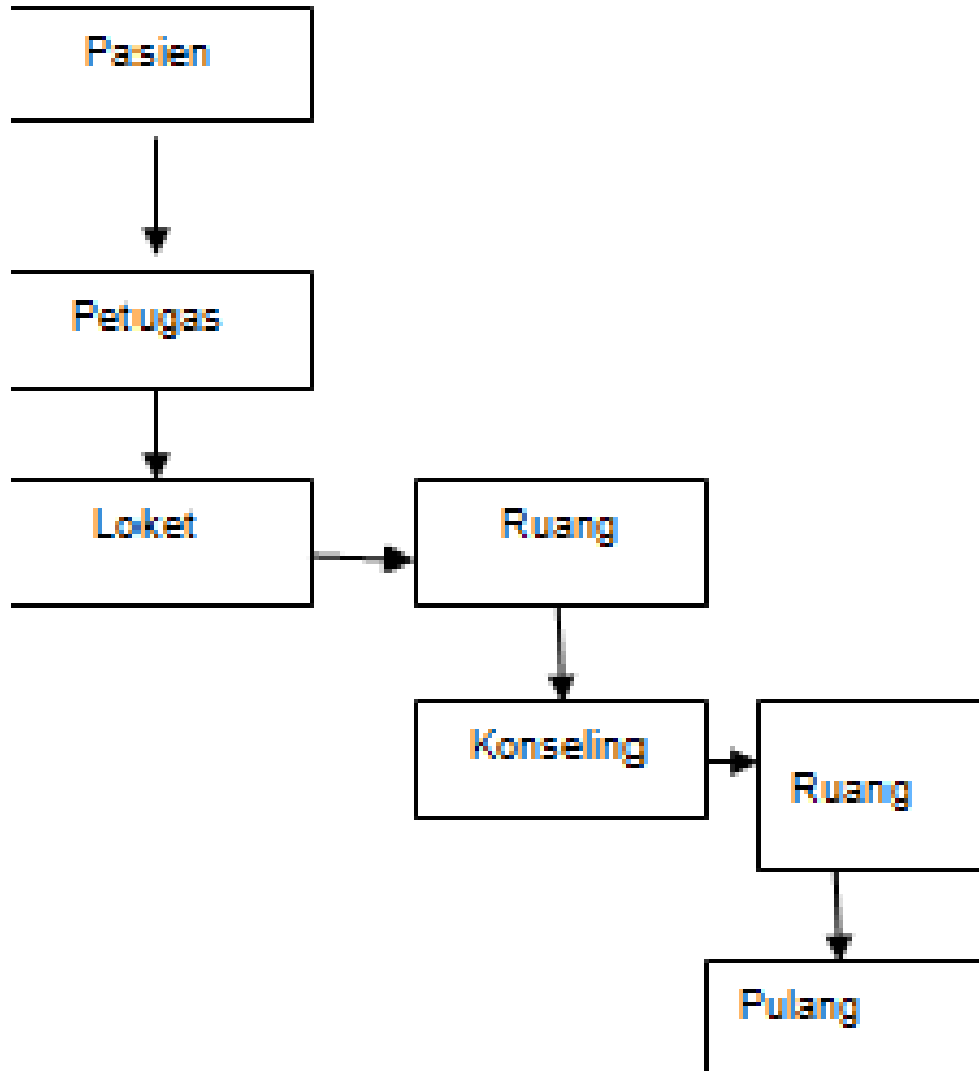 Pasien
Petugas
Loket
Ruang
Konseling
Ruang
Pulang